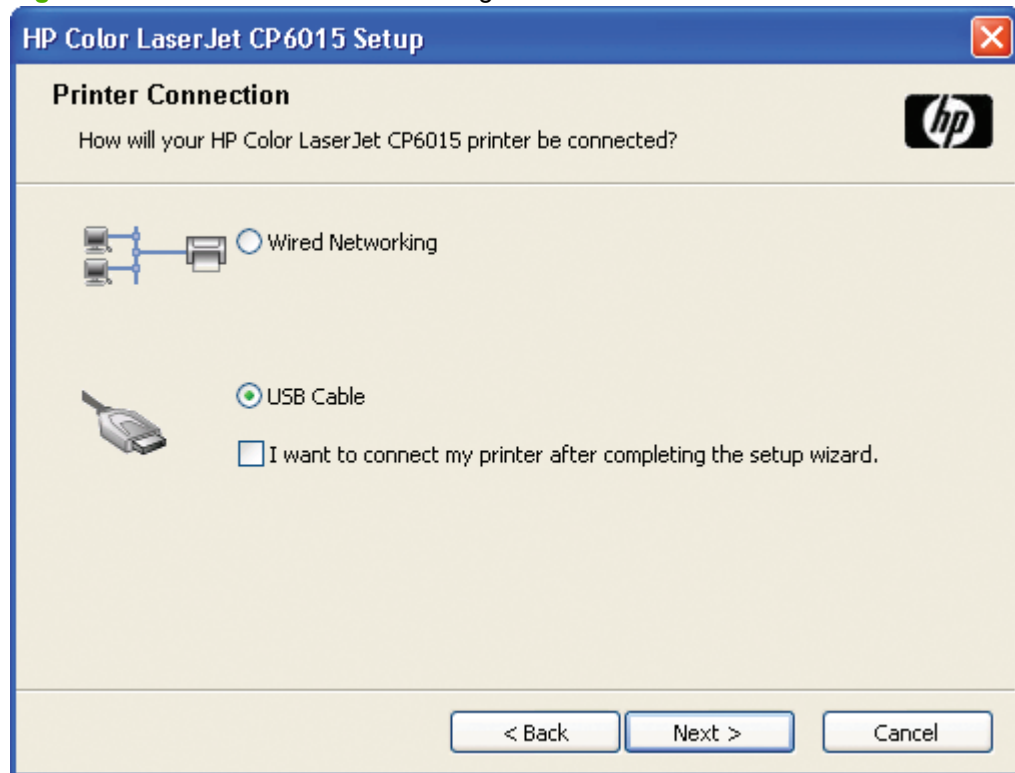 HP Color LaserJet CP6015 Setup
Printer Connection
How will your HP Color LaserJet CP6015 printer be connected?
hp
Wired Networking
USB Cable
I want to connect my printer after completing the setup wizard.
< Back
Next >
Cancel